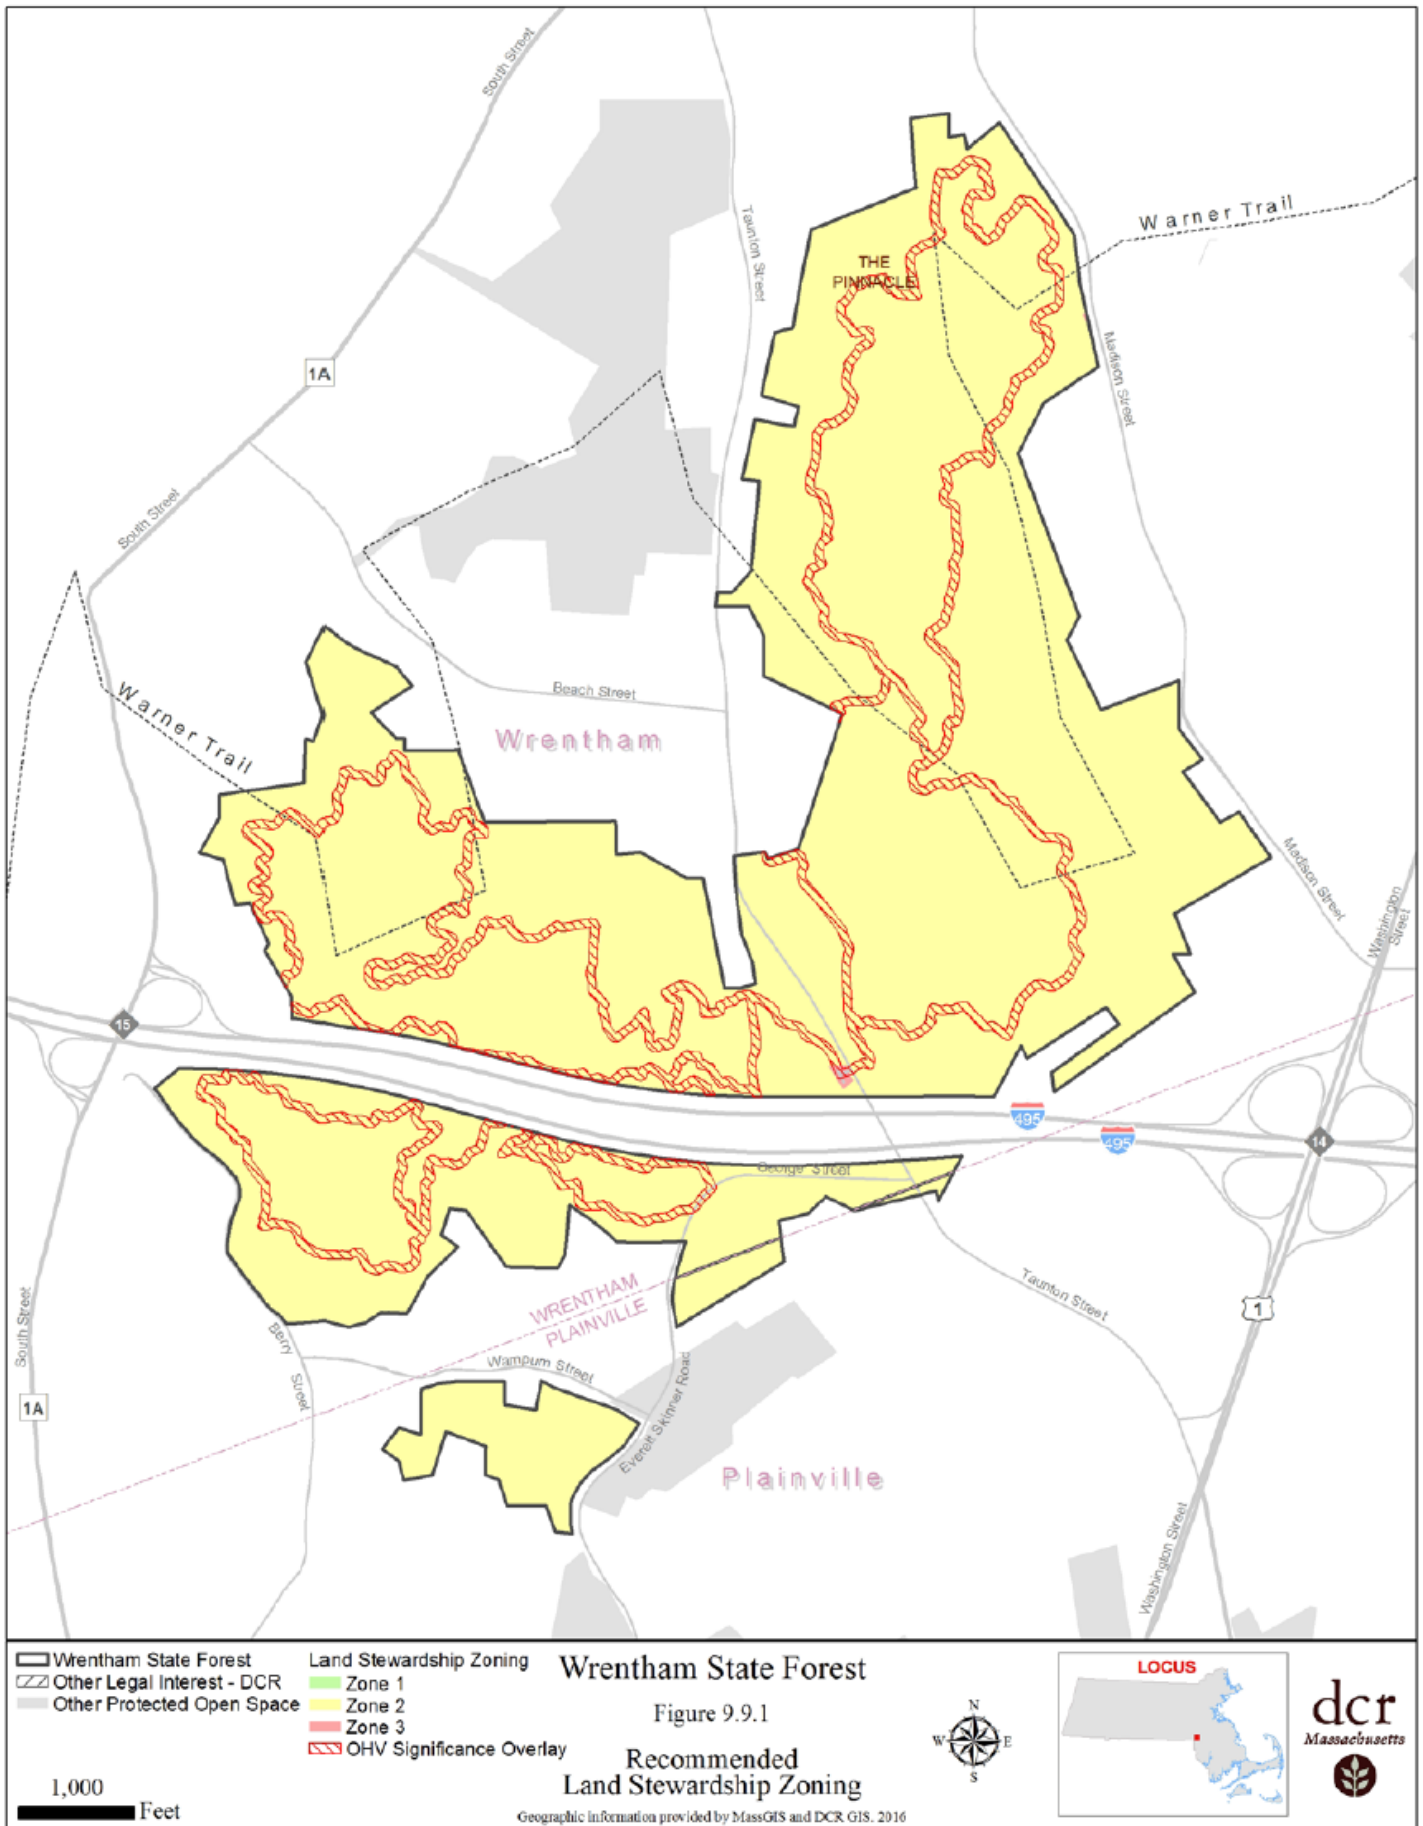 South Street
Taunton Street
Warner Trail
THE
PINNACLE
Madison Street
1A
South Street
Beach Street
Wrentham
Warner Trail
Madison Street
Washington
Street
15
495
495
14
George Street
WRENTHAM
PLAINVILLE
Taunton Street
1
South Street
Berry
Street
Wampum Street
Everett Skinner Road
1A
Plainville
Washington Street
Wrentham State Forest
Other Legal Interest - DCR
Other Protected Open Space
1,000
Feet
Land Stewardship Zoning
Zone 1
Zone 2
Zone 3
OHV Significance Overlay
Wrentham State Forest
Figure 9.9.1
Recommended
Land Stewardship Zoning
Geographic information provided by MassGIS and DCR GIS. 2016
N
W
E
S
LOCUS
dcr
Massachusetts